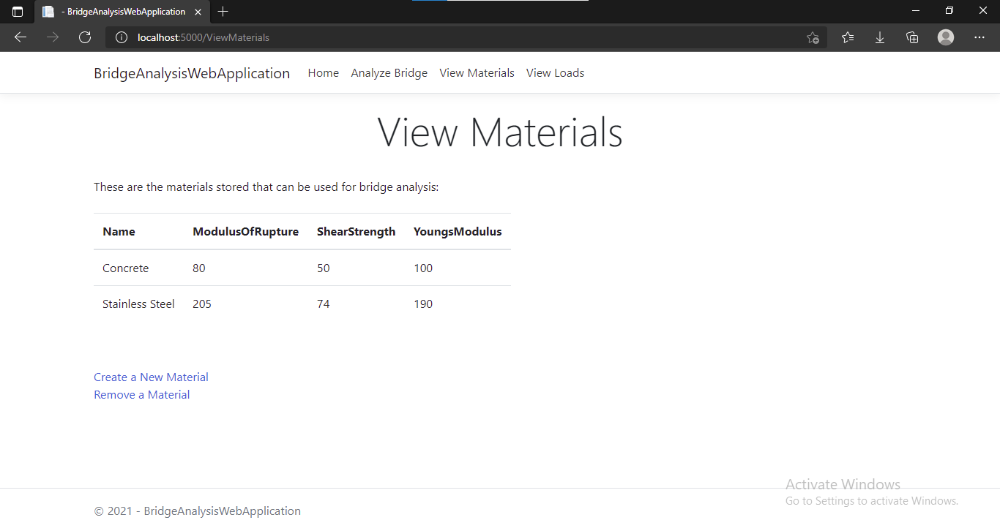 - BridgeAnalysisWebApplication
localhost:5000/ViewMaterials
BridgeAnalysisWebApplication Home Analyze Bridge View Materials View Loads
View Materials
These are the materials stored that can be used for bridge analysis:
Name ModulusOfRupture ShearStrength YoungsModulus
Concrete 80 50 100
Stainless Steel 205 74 190
Create a New Material
Remove a Material
Activate Windows
Go to Settings to activate Windows.
© 2021 - BridgeAnalysisWebApplication